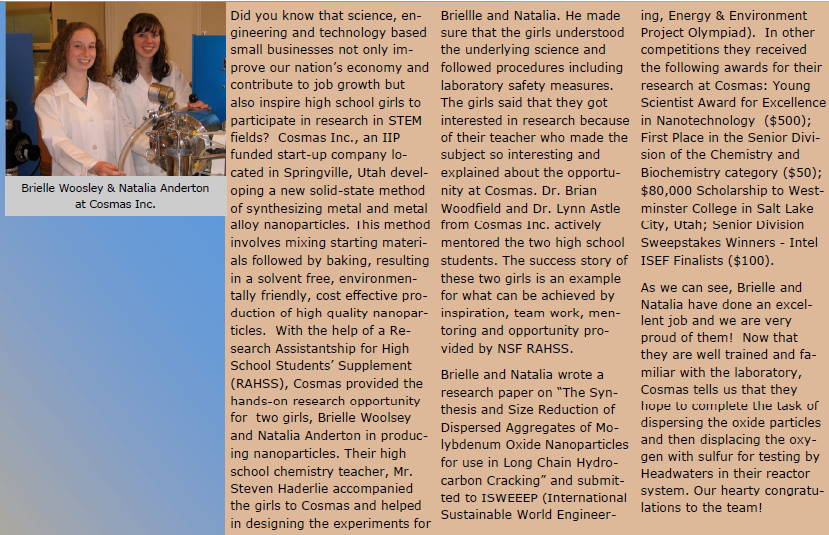 Brielle Woosley & Natalia Anderton
at Cosmas Inc.
Did you know that science, en-
gineering and technology based
small businesses not only im-
prove our nation's economy and
contribute to job growth but
also inspire high school girls to
participate in research in STEM
fields?  Cosmas Inc., an IIP
funded start-up company lo-
cated in Springville, Utah devel-
oping a new solid-state method
of synthesizing metal and metal
alloy nanoparticles. This method
involves mixing starting materi-
als followed by baking, resulting
in a solvent free, environmen-
tally friendly, cost effective pro-
duction of high quality nanopar-
ticles.  With the help of a Re-
search Assistantship for High
School Students' Supplement
(RAHSS), Cosmas provided the
hands-on research opportunity
for  two girls, Brielle Woolsey
and Natalia Anderton in produc-
ing nanoparticles. Their high
school chemistry teacher, Mr.
Steven Haderlie accompanied
the girls to Cosmas and helped
in designing the experiments for
Briellle and Natalia. He made
sure that the girls understood
the underlying science and
followed procedures including
laboratory safety measures.
The girls said that they got
interested in research because
of their teacher who made the
subject so interesting and
explained about the opportu-
nity at Cosmas. Dr. Brian
Woodfield and Dr. Lynn Astle
from Cosmas Inc. actively
mentored the two high school
students. The success story of
these two girls is an example
for what can be achieved by
inspiration, team work, men-
toring and opportunity pro-
vided by NSF RAHSS.
Brielle and Natalia wrote a
research paper on "The Syn-
thesis and Size Reduction of
Dispersed Aggregates of Mo-
lybdenum Oxide Nanoparticles
for use in Long Chain Hydro-
carbon Cracking" and submit-
ted to ISWEEEP (International
Sustainable World Engineer-
ing, Energy & Environment
Project Olympiad).  In other
competitions they received
the following awards for their
research at Cosmas: Young
Scientist Award for Excellence
in Nanotechnology  ($500);
First Place in the Senior Divi-
sion of the Chemistry and
Biochemistry category ($50);
$80,000 Scholarship to West-
minster College in Salt Lake
City, Utah; Senior Division
Sweepstakes Winners - Intel
ISEF Finalists ($100).
As we can see, Brielle and
Natalia have done an excel-
lent job and we are very
proud of them!  Now that
they are well trained and fa-
miliar with the laboratory,
Cosmas tells us that they
hope to complete the task of
dispersing the oxide particles
and then displacing the oxy-
gen with sulfur for testing by
Headwaters in their reactor
system. Our hearty congratu-
lations to the team!